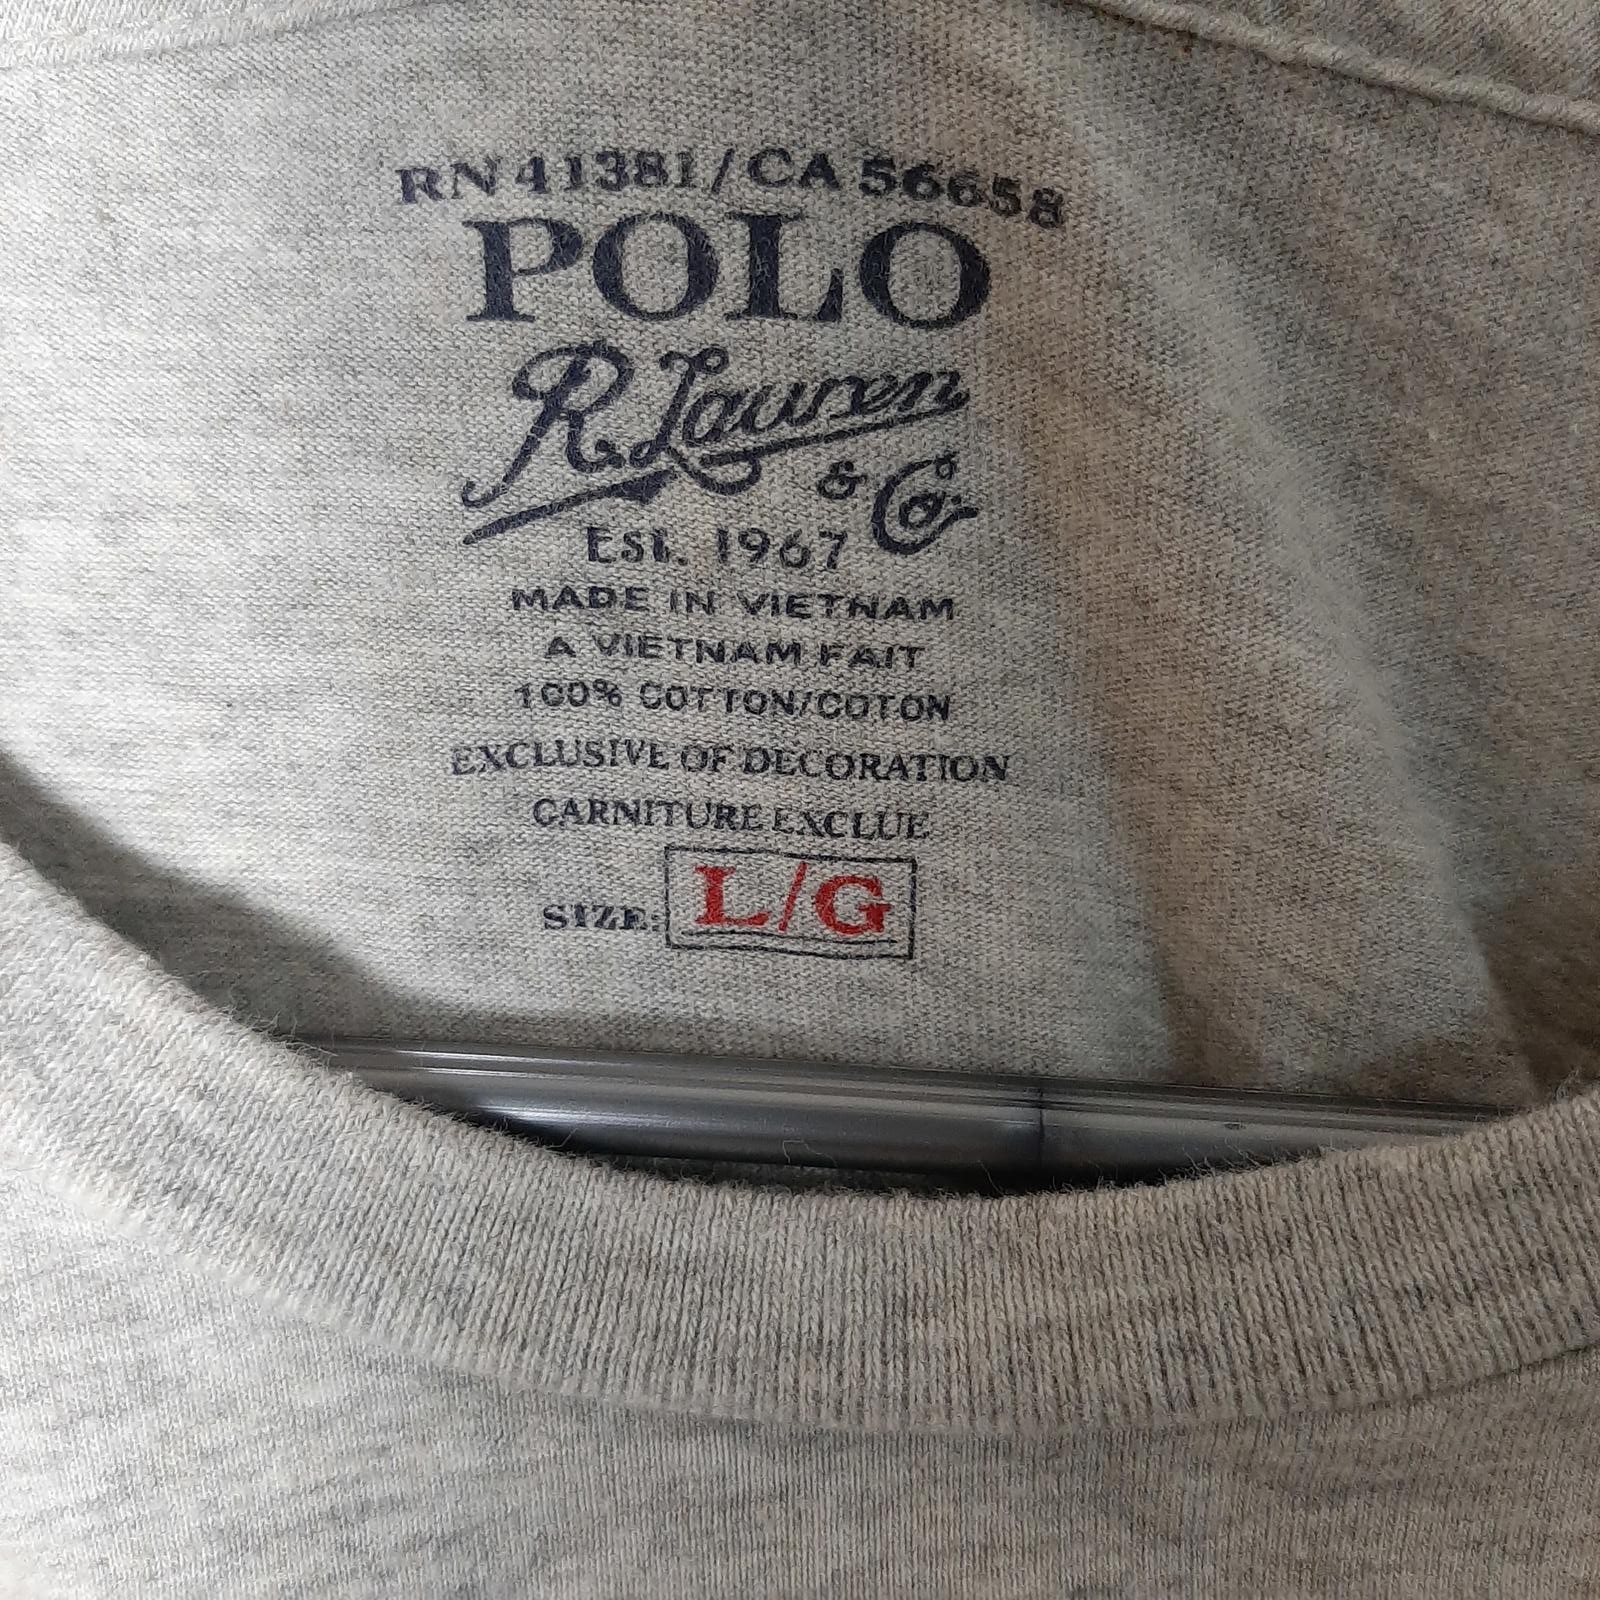 RN 41381 / CA 56658
POLO
R. Lauren
& Co.
EST. 1967
MADE IN VIETNAM
A VIETNAM FAIT
100% COTTON/COTON
EXCLUSIVE OF DECORATION
GARNITURE EXCLUE
SIZE: L/G